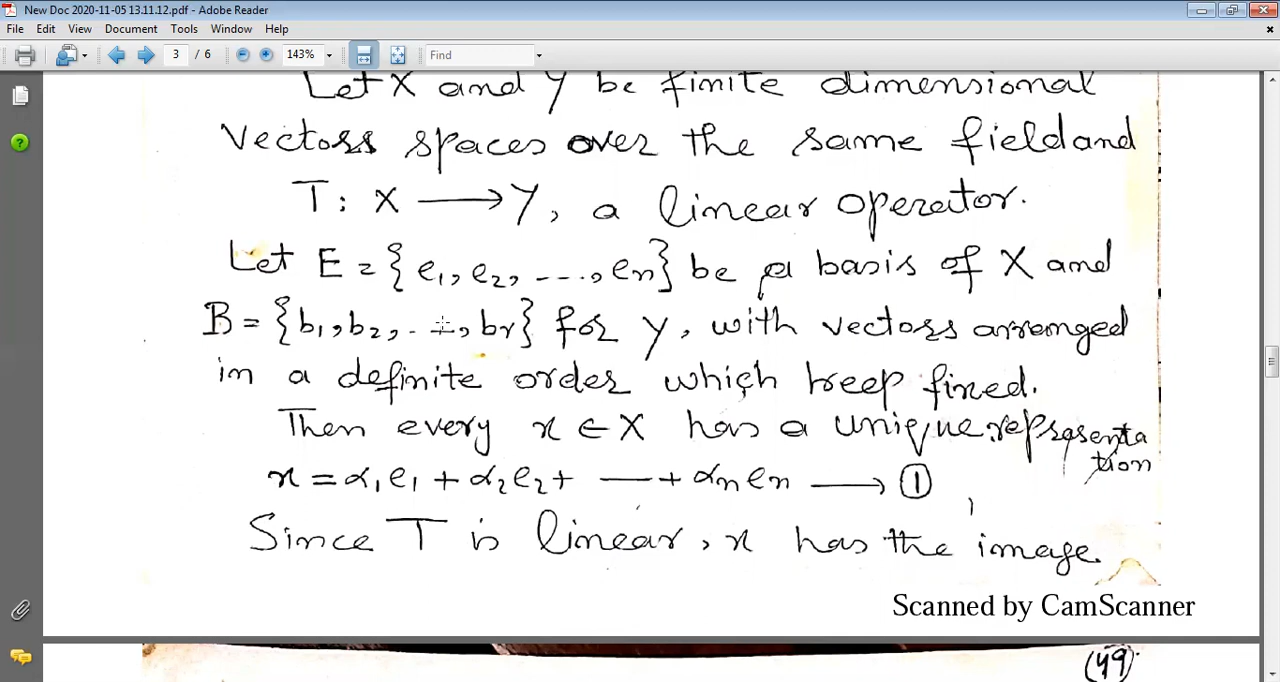 New Doc 2020-11-05 13.11.12.pdf - Adobe Reader
File Edit View Document Tools Window Help
3 / 6 143% Find
Let X and Y be finite dimensional
Vectors spaces over the same field and
T: X ⟶ Y, a linear operator.
Let E = {e₁, e₂, ----, en} be a basis of X and
B = {b₁, b₂, ---, br} for Y, with vectors arranged
in a definite order which keep fixed.
Then every x ∈ X has a unique representa
tion
x = α₁e₁ + α₂e₂ + — + αn en ⟶ ①
Since T is linear, x has the image.
Scanned by CamScanner
(49)